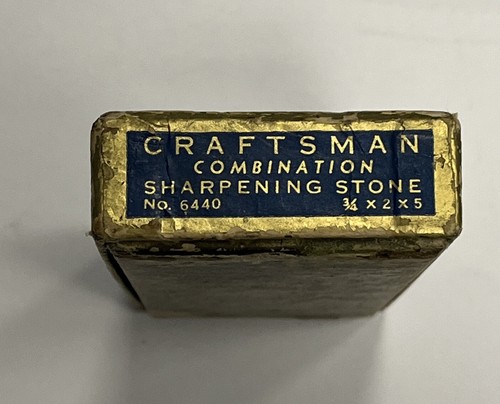 CRAFTSMAN
COMBINATION
SHARPENING STONE
No. 6440 ¾ x 2 x 5